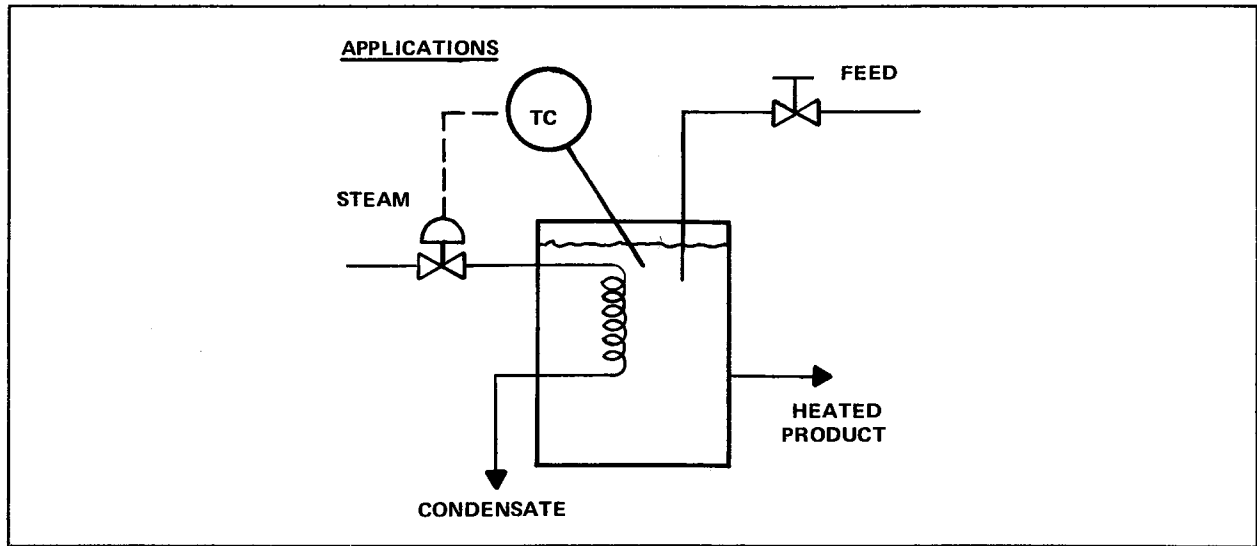 APPLICATIONS
TC
FEED
STEAM
HEATED
PRODUCT
CONDENSATE